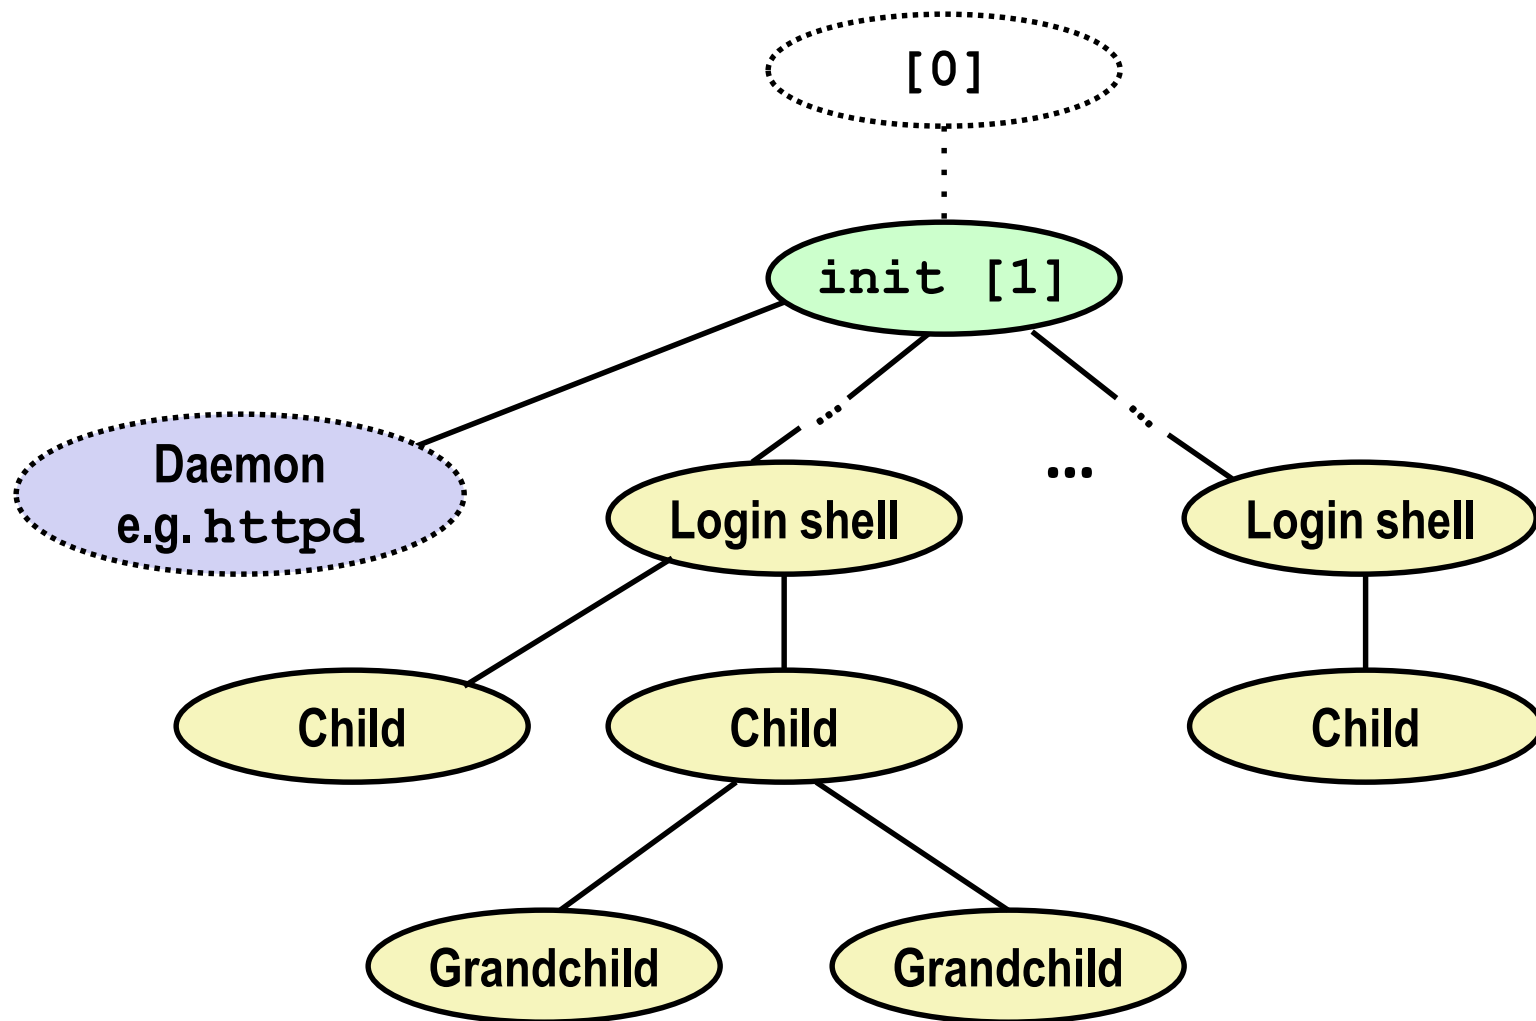 [0]
init [1]
...
...
Daemon
e.g. httpd
...
Login shell
Login shell
Child
Child
Child
Grandchild
Grandchild